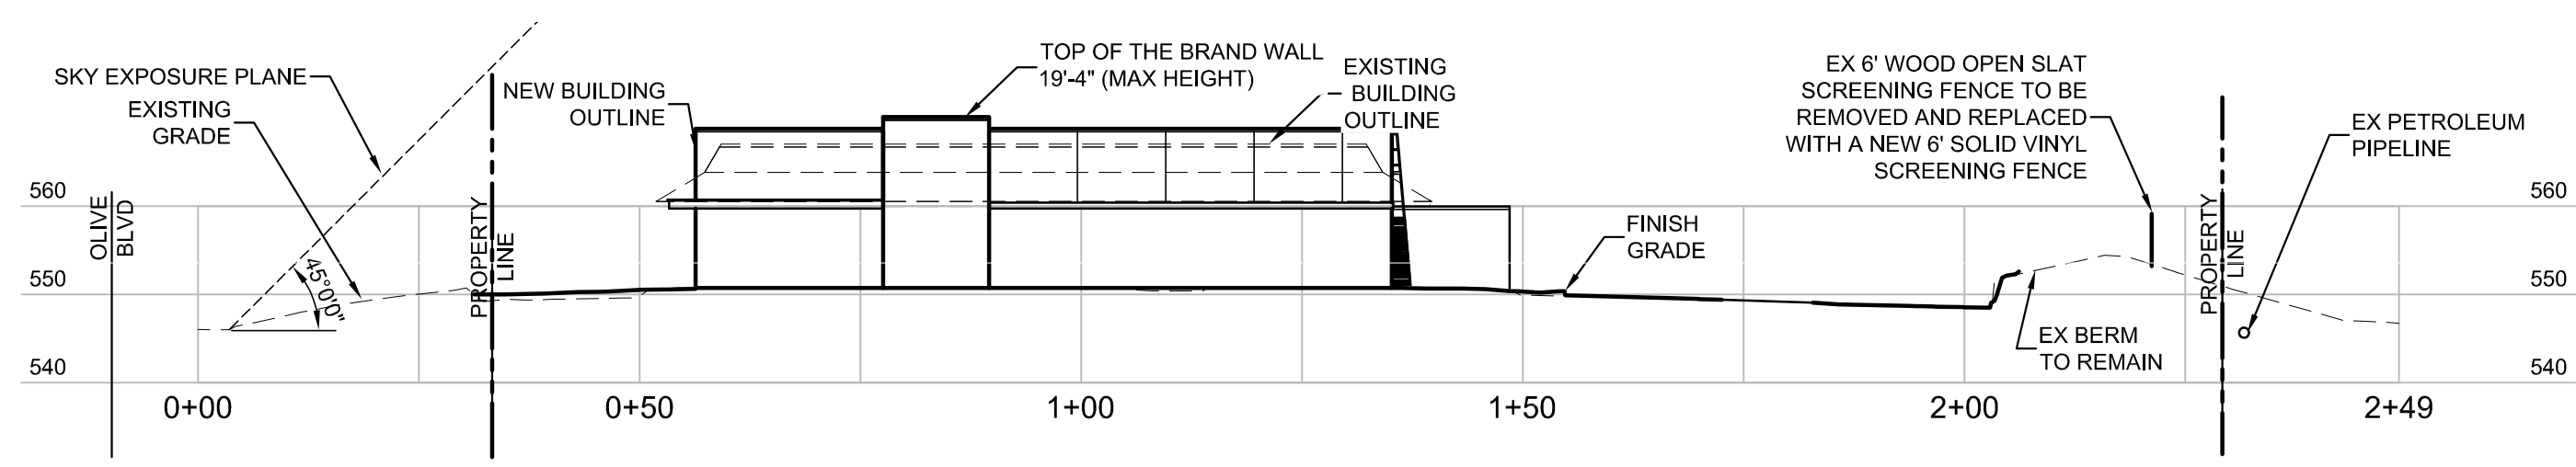 SKY EXPOSURE PLANE
EXISTING
GRADE
NEW BUILDING
OUTLINE
TOP OF THE BRAND WALL
19'-4" (MAX HEIGHT)
EXISTING
BUILDING
OUTLINE
EX 6' WOOD OPEN SLAT
SCREENING FENCE TO BE
REMOVED AND REPLACED
WITH A NEW 6' SOLID VINYL
SCREENING FENCE
EX PETROLEUM
PIPELINE
560
550
540
OLIVE
BLVD
45°0'0"
PROPERTY
LINE
FINISH
GRADE
EX BERM
TO REMAIN
PROPERTY
LINE
560
550
540
0+00
0+50
1+00
1+50
2+00
2+49